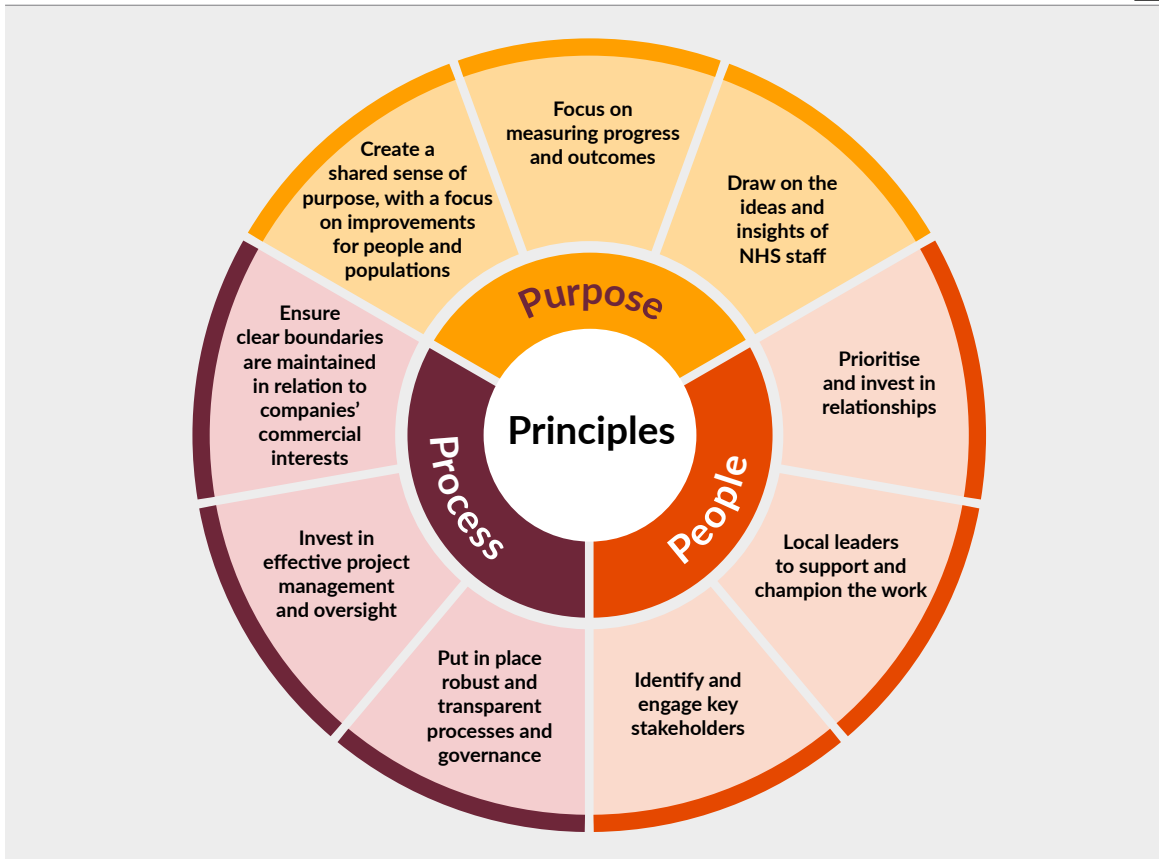 Principles
Purpose
Create a
shared sense of
purpose, with a focus
on improvements
for people and
populations
Focus on
measuring progress
and outcomes
Draw on the
ideas and
insights of
NHS staff
People
Prioritise
and invest in
relationships
Local leaders
to support and
champion the work
Identify and
engage key
stakeholders
Process
Put in place
robust and
transparent
processes and
governance
Invest in
effective project
management
and oversight
Ensure
clear boundaries
are maintained
in relation to
companies’
commercial
interests